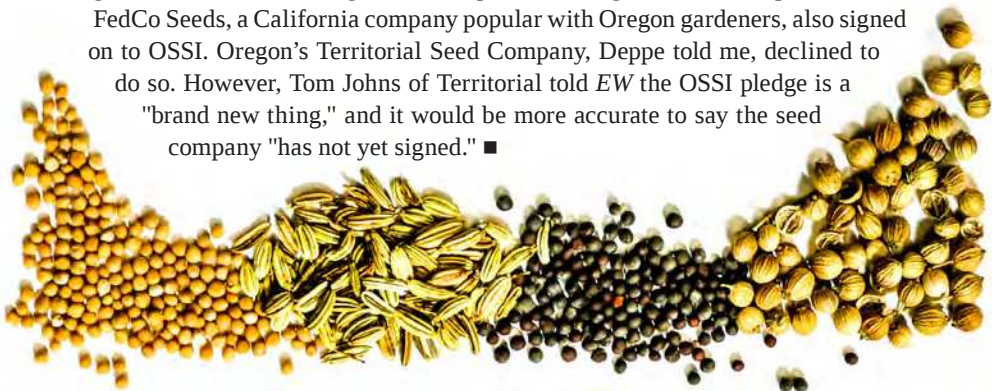 FedCo Seeds, a California company popular with Oregon gardeners, also signed
on to OSSI. Oregon’s Territorial Seed Company, Deppe told me, declined to
do so. However, Tom Johns of Territorial told EW the OSSI pledge is a
"brand new thing," and it would be more accurate to say the seed
company "has not yet signed." ■